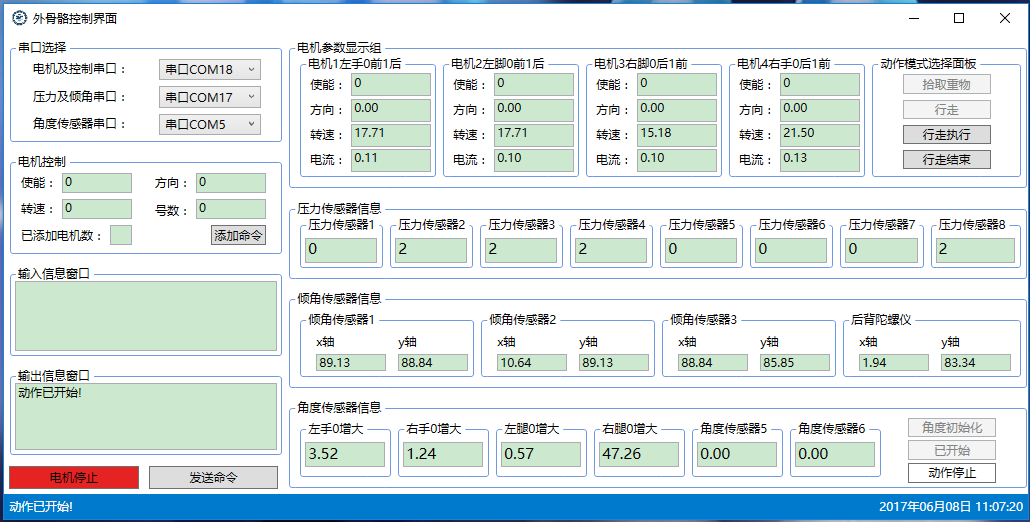 外骨骼控制界面
串口选择
电机及控制串口： 串口COM18
压力及倾角串口： 串口COM17
角度传感器串口： 串口COM5
电机控制
使能： 0 方向： 0
转速： 0 号数： 0
已添加电机数： 添加命令
输入信息窗口
输出信息窗口
动作已开始!
电机停止 发送命令
电机参数显示组
电机1左手0前1后 电机2左脚0前1后 电机3右脚0后1前 电机4右手0后1前 动作模式选择面板
使能： 0 使能： 0 使能： 0 使能： 0 拾取重物
方向： 0.00 方向： 0.00 方向： 0.00 方向： 0.00 行走
转速： 17.71 转速： 17.71 转速： 15.18 转速： 21.50 行走执行
电流： 0.11 电流： 0.10 电流： 0.10 电流： 0.13 行走结束
压力传感器信息
压力传感器1 压力传感器2 压力传感器3 压力传感器4 压力传感器5 压力传感器6 压力传感器7 压力传感器8
0 2 2 2 0 0 0 2
倾角传感器信息
倾角传感器1 倾角传感器2 倾角传感器3 后背陀螺仪
x轴 y轴 x轴 y轴 x轴 y轴 x轴 y轴
89.13 88.84 10.64 89.13 88.84 85.85 1.94 83.34
角度传感器信息
左手0增大 右手0增大 左腿0增大 右腿0增大 角度传感器5 角度传感器6 角度初始化
3.52 1.24 0.57 47.26 0.00 0.00 已开始
动作停止
动作已开始! 2017年06月08日 11:07:20